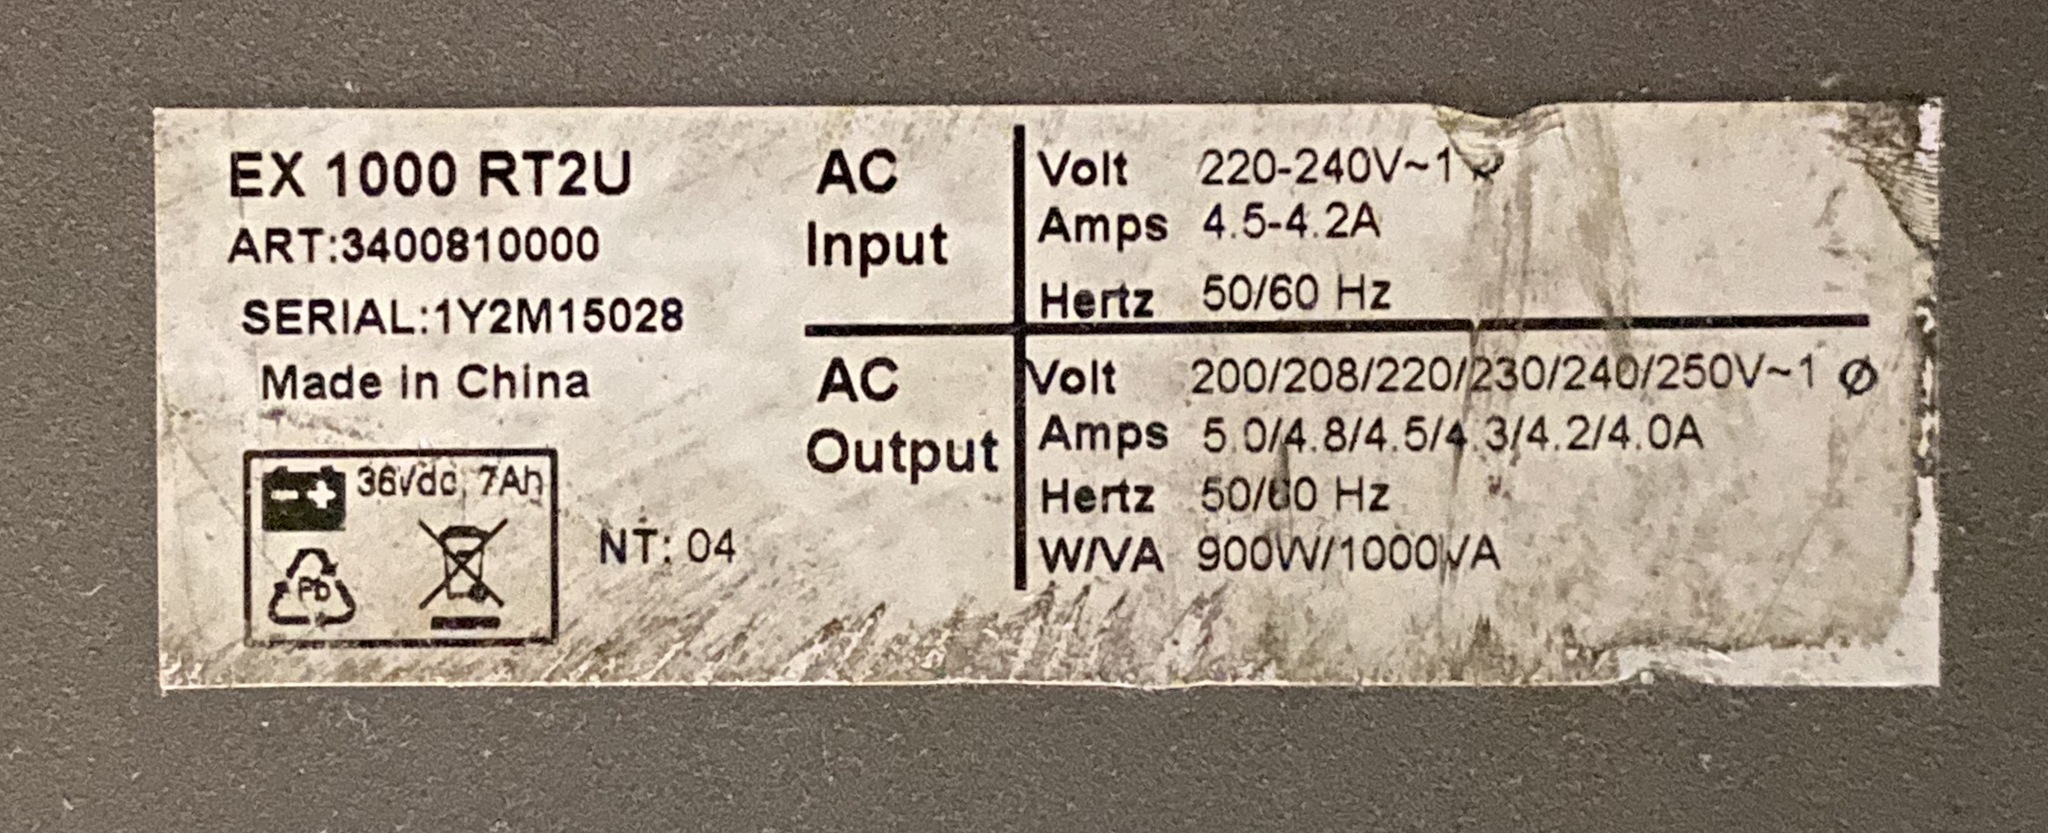 EX 1000 RT2U
ART:3400810000
SERIAL:1Y2M15028
Made in China
36Vdc, 7Ah
Pb
NT: 04
AC Input
Volt 220-240V~1 Ø
Amps 4.5-4.2A
Hertz 50/60 Hz
AC Output
Volt 200/208/220/230/240/250V~1 Ø
Amps 5.0/4.8/4.5/4.3/4.2/4.0A
Hertz 50/60 Hz
W/VA 900W/1000VA